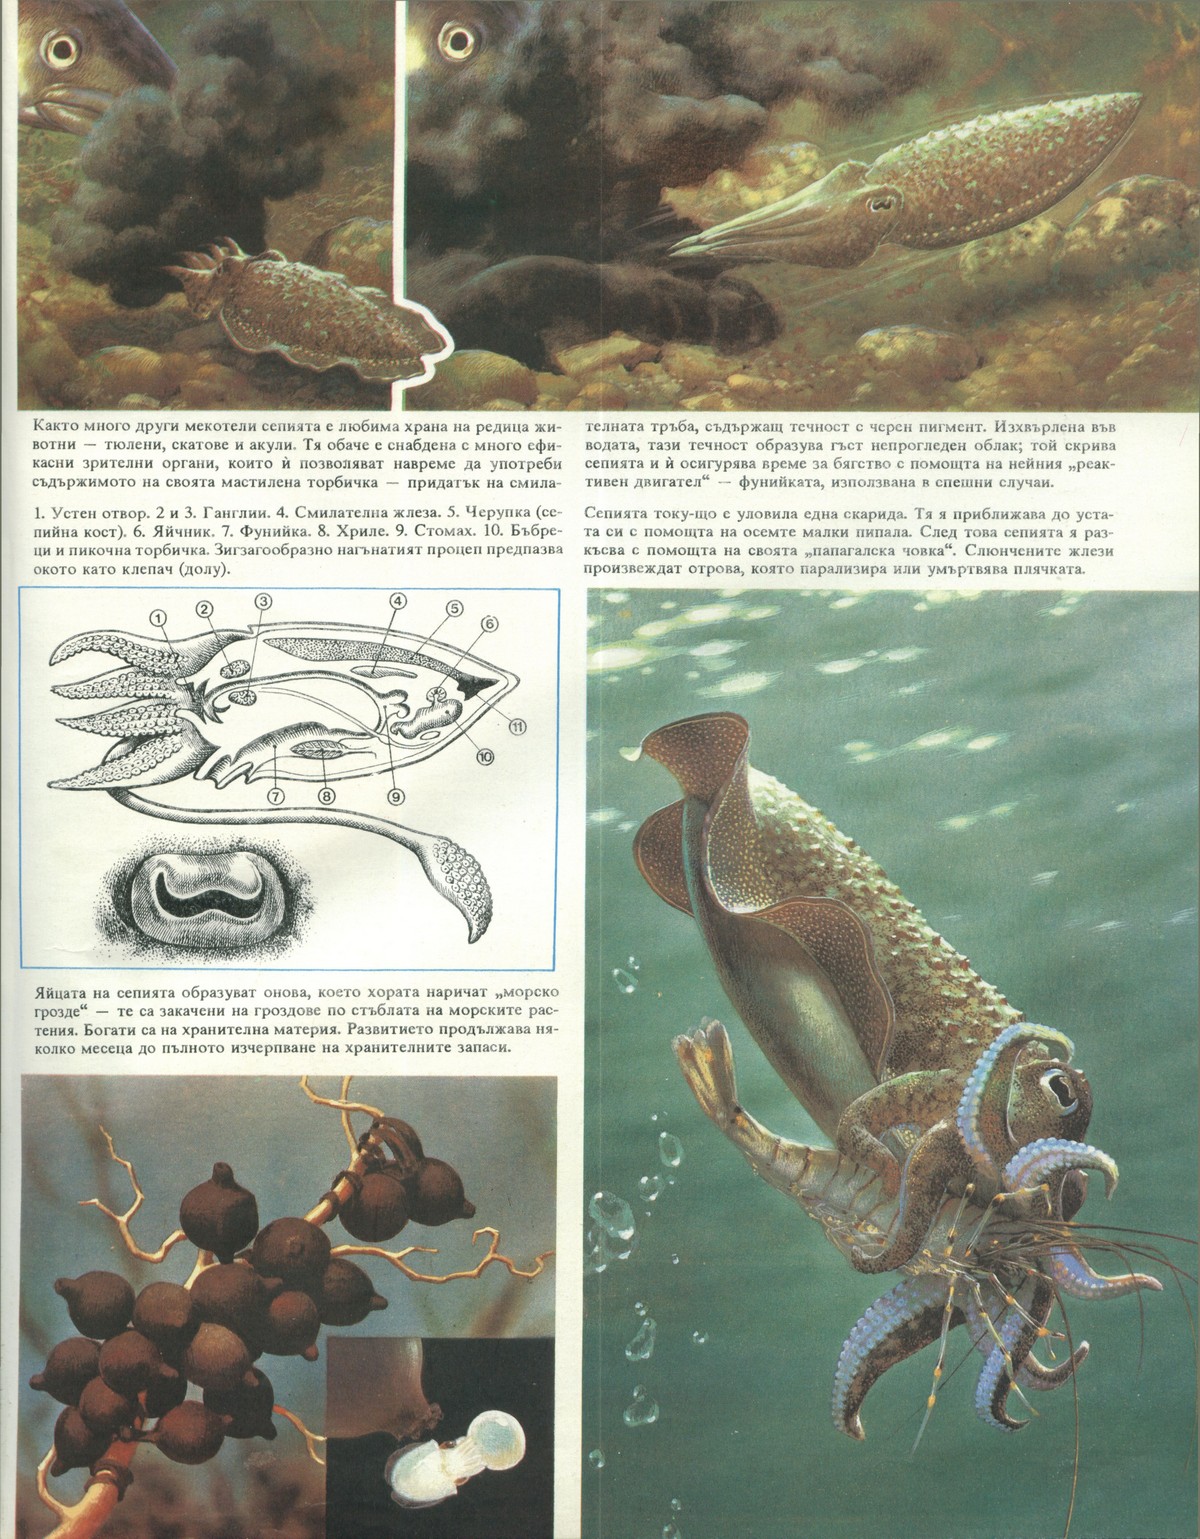 Както много други мекотели сепията е любима храна на редица жи-
вотни — тюлени, скатове и акули. Тя обаче е снабдена с много ефи-
касни зрителни органи, които ѝ позволяват навреме да употреби
съдържимото на своята мастилена торбичка — придатък на смила-
телната тръба, съдържащ течност с черен пигмент. Изхвърлена във
водата, тази течност образува гъст непрогледен облак; той скрива
сепията и ѝ осигурява време за бягство с помощта на нейния „реак-
тивен двигател“ — фунийката, използвана в спешни случаи.
1. Устен отвор. 2 и 3. Ганглии. 4. Смилателна жлеза. 5. Черупка (се-
пийна кост). 6. Яйчник. 7. Фунийка. 8. Хриле. 9. Стомах. 10. Бъбре-
ци и пикочна торбичка. Зигзагообразно нагънатият процеп предпазва
окото като клепач (долу).
Сепията току-що е уловила една скарида. Тя я приближава до уста-
та си с помощта на осемте малки пипала. След това сепията я раз-
късва с помощта на своята „папагалска човка“. Слюнчените жлези
произвеждат отрова, която парализира или умъртвява плячката.
1
2
3
4
5
6
11
10
7
8
9
Яйцата на сепията образуват онова, което хората наричат „морско
грозде“ — те са закачени на гроздове по стъблата на морските рас-
тения. Богати са на хранителна материя. Развитието продължава ня-
колко месеца до пълното изчерпване на хранителните запаси.